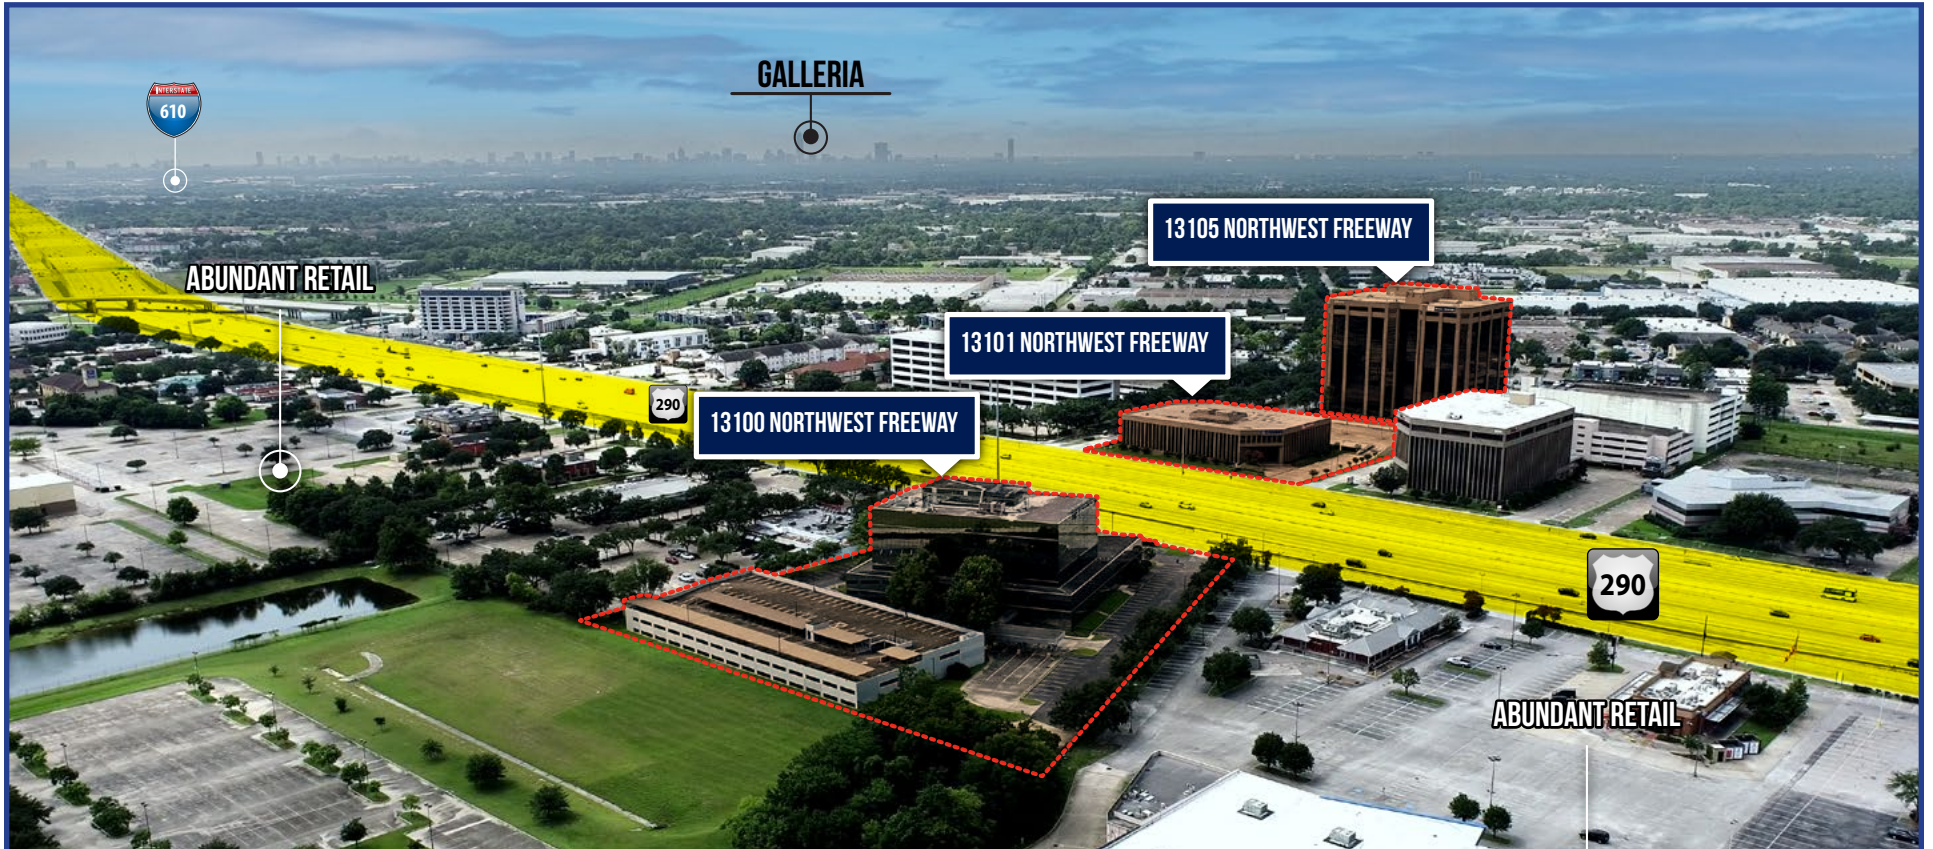 GALLERIA
INTERSTATE
610
13105 NORTHWEST FREEWAY
ABUNDANT RETAIL
13101 NORTHWEST FREEWAY
290
13100 NORTHWEST FREEWAY
290
ABUNDANT RETAIL